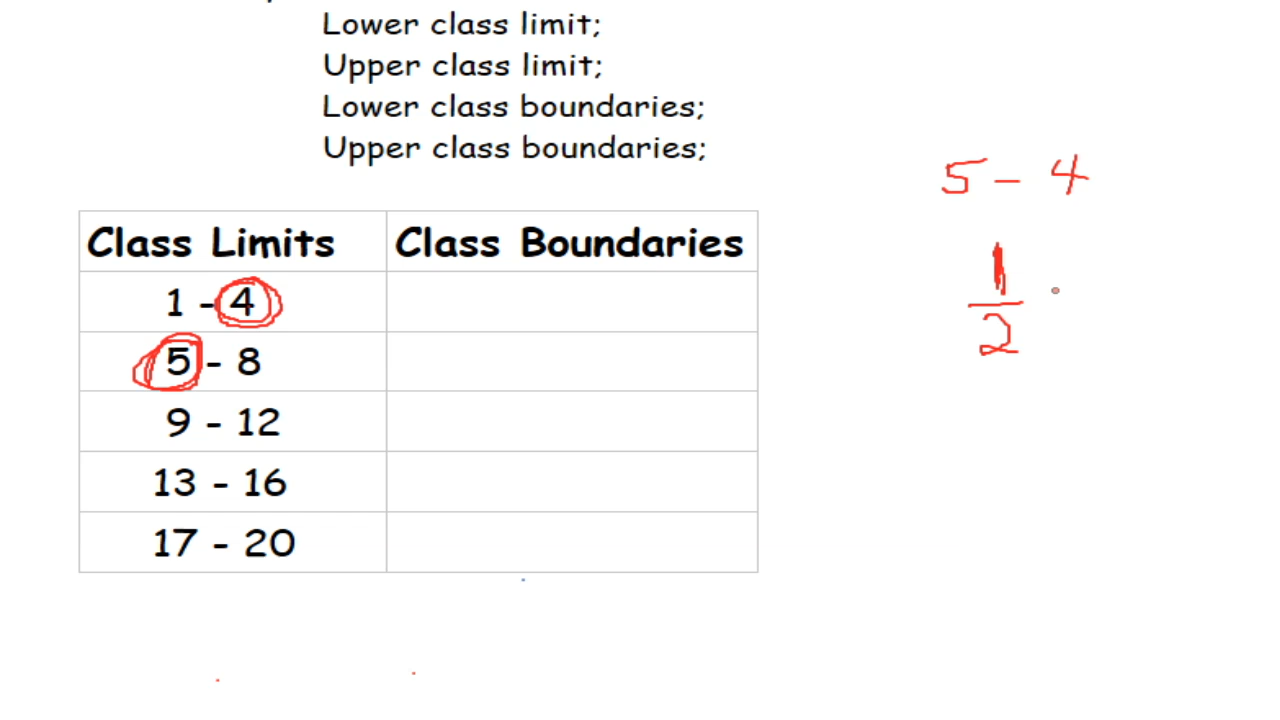 Lower class limit;
Upper class limit;
Lower class boundaries;
Upper class boundaries;
5 - 4
1
2
Class Limits Class Boundaries
1 - 4
5 - 8
9 - 12
13 - 16
17 - 20